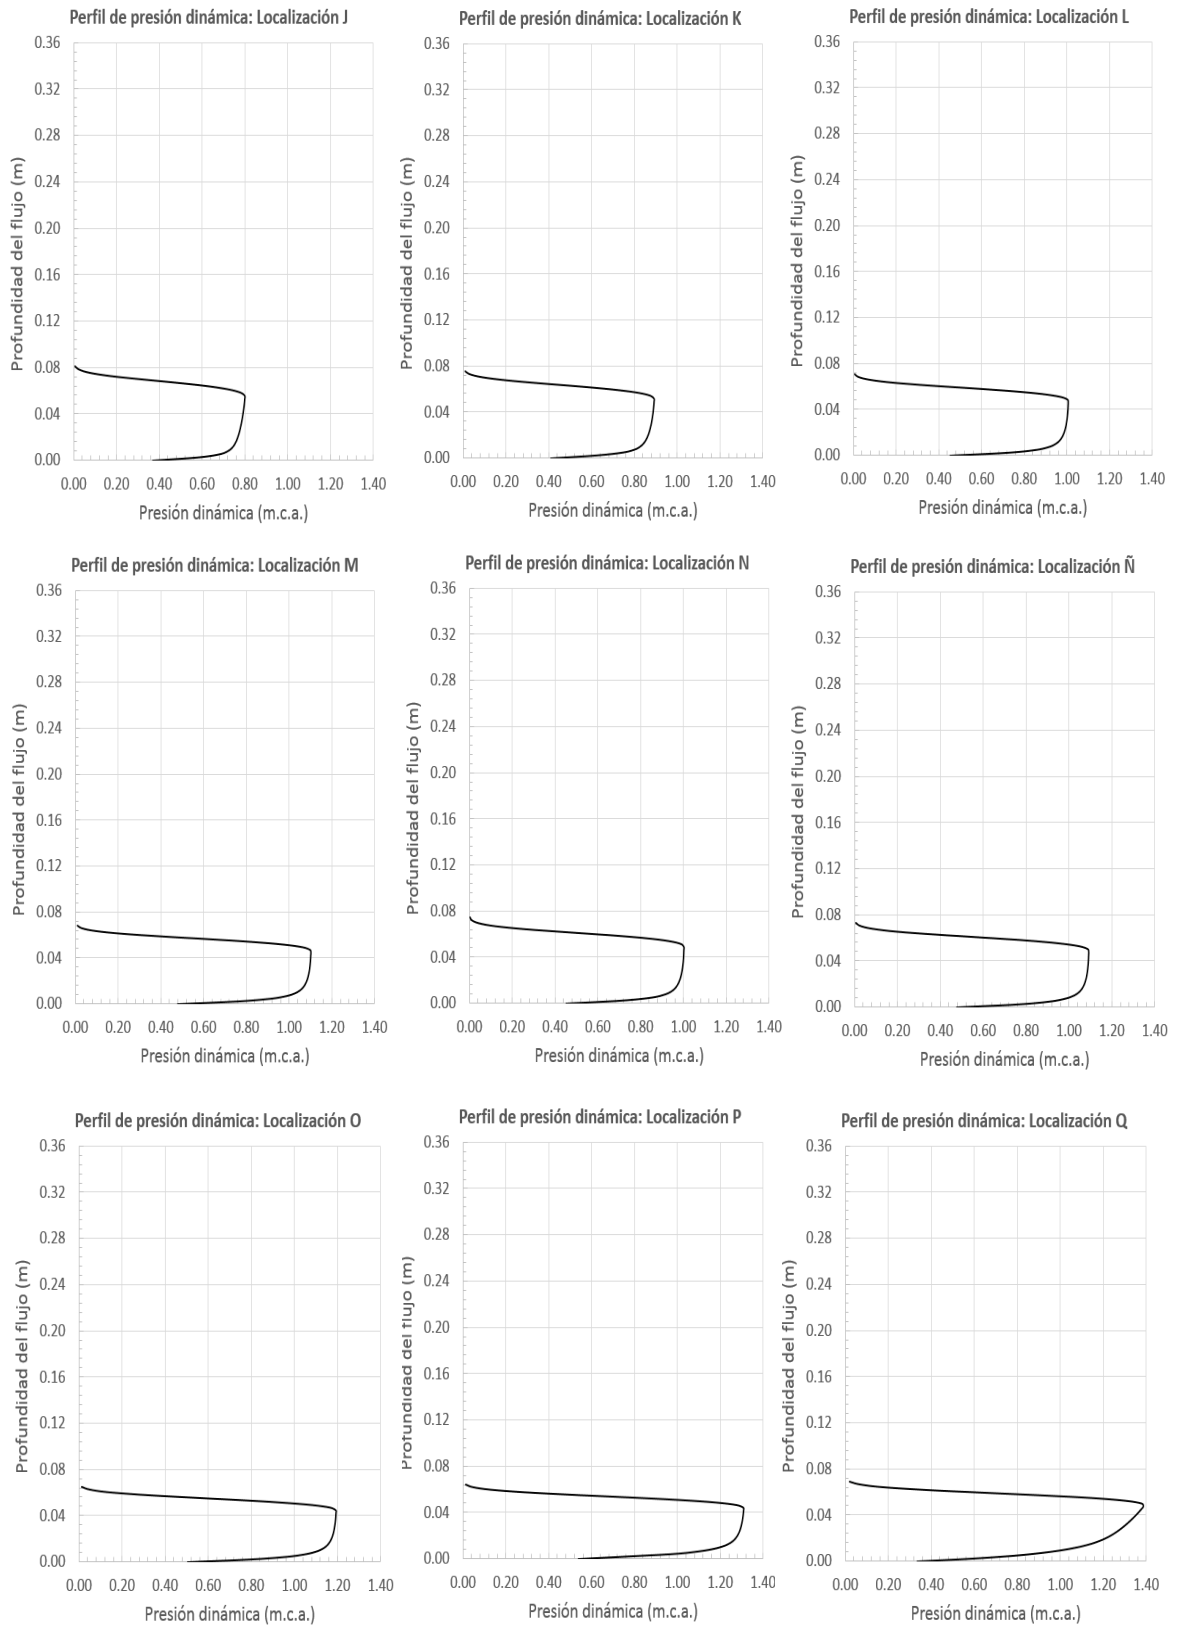 Perfil de presión dinámica: Localización J
0.36
0.32
0.28
0.24
0.20
0.16
0.12
0.08
0.04
0.00
0.00 0.20 0.40 0.60 0.80 1.00 1.20 1.40
Profundidad del flujo (m)
Presión dinámica (m.c.a.)
Perfil de presión dinámica: Localización K
0.36
0.32
0.28
0.24
0.20
0.16
0.12
0.08
0.04
0.00
0.00 0.20 0.40 0.60 0.80 1.00 1.20 1.40
Profundidad del flujo (m)
Presión dinámica (m.c.a.)
Perfil de presión dinámica: Localización L
0.36
0.32
0.28
0.24
0.20
0.16
0.12
0.08
0.04
0.00
0.00 0.20 0.40 0.60 0.80 1.00 1.20 1.40
Profundidad del flujo (m)
Presión dinámica (m.c.a.)
Perfil de presión dinámica: Localización M
0.36
0.32
0.28
0.24
0.20
0.16
0.12
0.08
0.04
0.00
0.00 0.20 0.40 0.60 0.80 1.00 1.20 1.40
Profundidad del flujo (m)
Presión dinámica (m.c.a.)
Perfil de presión dinámica: Localización N
0.36
0.32
0.28
0.24
0.20
0.16
0.12
0.08
0.04
0.00
0.00 0.20 0.40 0.60 0.80 1.00 1.20 1.40
Profundidad del flujo (m)
Presión dinámica (m.c.a.)
Perfil de presión dinámica: Localización Ñ
0.36
0.32
0.28
0.24
0.20
0.16
0.12
0.08
0.04
0.00
0.00 0.20 0.40 0.60 0.80 1.00 1.20 1.40
Profundidad del flujo (m)
Presión dinámica (m.c.a.)
Perfil de presión dinámica: Localización O
0.36
0.32
0.28
0.24
0.20
0.16
0.12
0.08
0.04
0.00
0.00 0.20 0.40 0.60 0.80 1.00 1.20 1.40
Profundidad del flujo (m)
Presión dinámica (m.c.a.)
Perfil de presión dinámica: Localización P
0.36
0.32
0.28
0.24
0.20
0.16
0.12
0.08
0.04
0.00
0.00 0.20 0.40 0.60 0.80 1.00 1.20 1.40
Profundidad del flujo (m)
Presión dinámica (m.c.a.)
Perfil de presión dinámica: Localización Q
0.36
0.32
0.28
0.24
0.20
0.16
0.12
0.08
0.04
0.00
0.00 0.20 0.40 0.60 0.80 1.00 1.20 1.40
Profundidad del flujo (m)
Presión dinámica (m.c.a.)